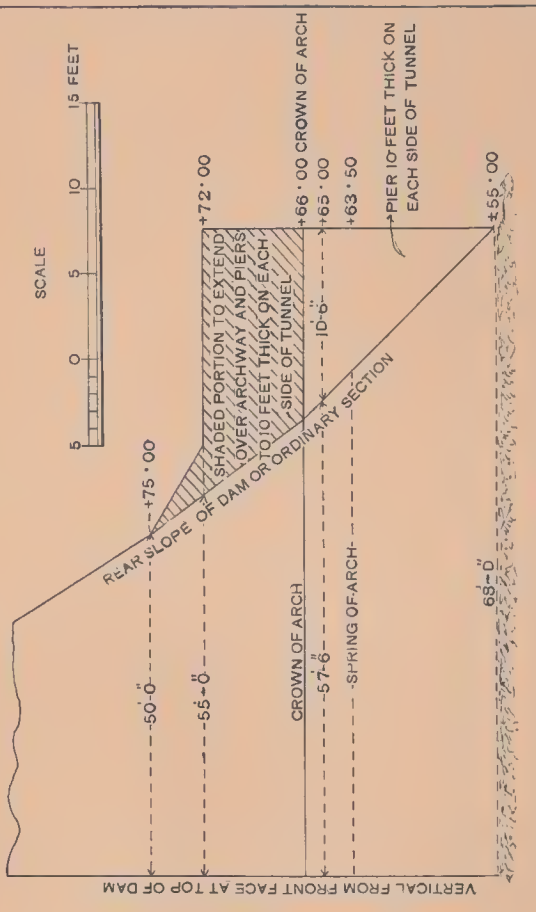 SCALE
5 0 5 10 15 FEET
+75·00
+72·00
+66·00 CROWN OF ARCH
+65·00
+63·50
PIER 10 FEET THICK ON
EACH SIDE OF TUNNEL
±55·00
SHADED PORTION TO EXTEND
OVER ARCHWAY AND PIERS
TO 10 FEET THICK ON EACH
SIDE OF TUNNEL
REAR SLOPE OF DAM OR ORDINARY SECTION
50'-0"
55'-0"
CROWN OF ARCH
57'-6"
10'-6"
SPRING OF ARCH
68'-0"
VERTICAL FROM FRONT FACE AT TOP OF DAM